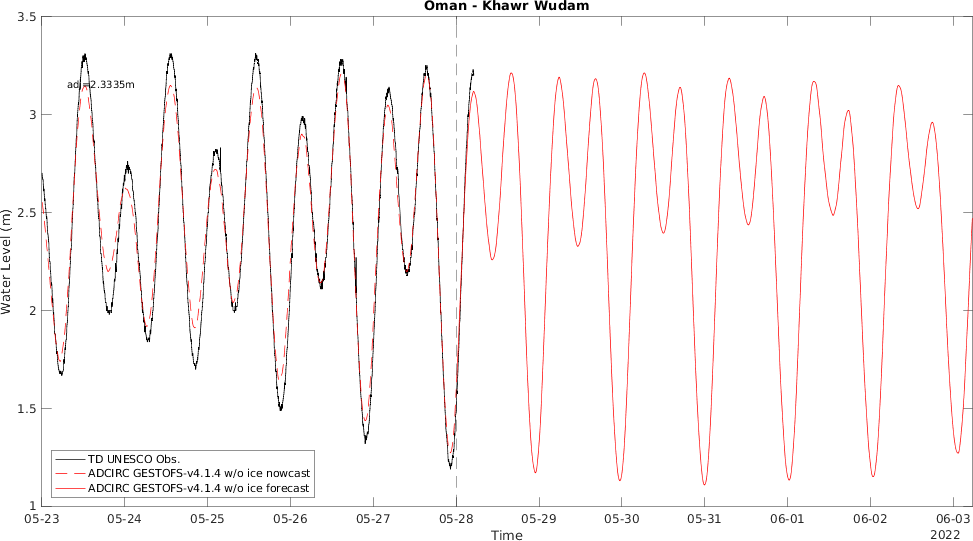 Oman - Khawr Wudam
3.5
3
2.5
2
1.5
1
Water Level (m)
adj=2.3335m
TD UNESCO Obs.
ADCIRC GESTOFS-v4.1.4 w/o ice nowcast
ADCIRC GESTOFS-v4.1.4 w/o ice forecast
05-23 05-24 05-25 05-26 05-27 05-28 05-29 05-30 05-31 06-01 06-02 06-03
Time
2022